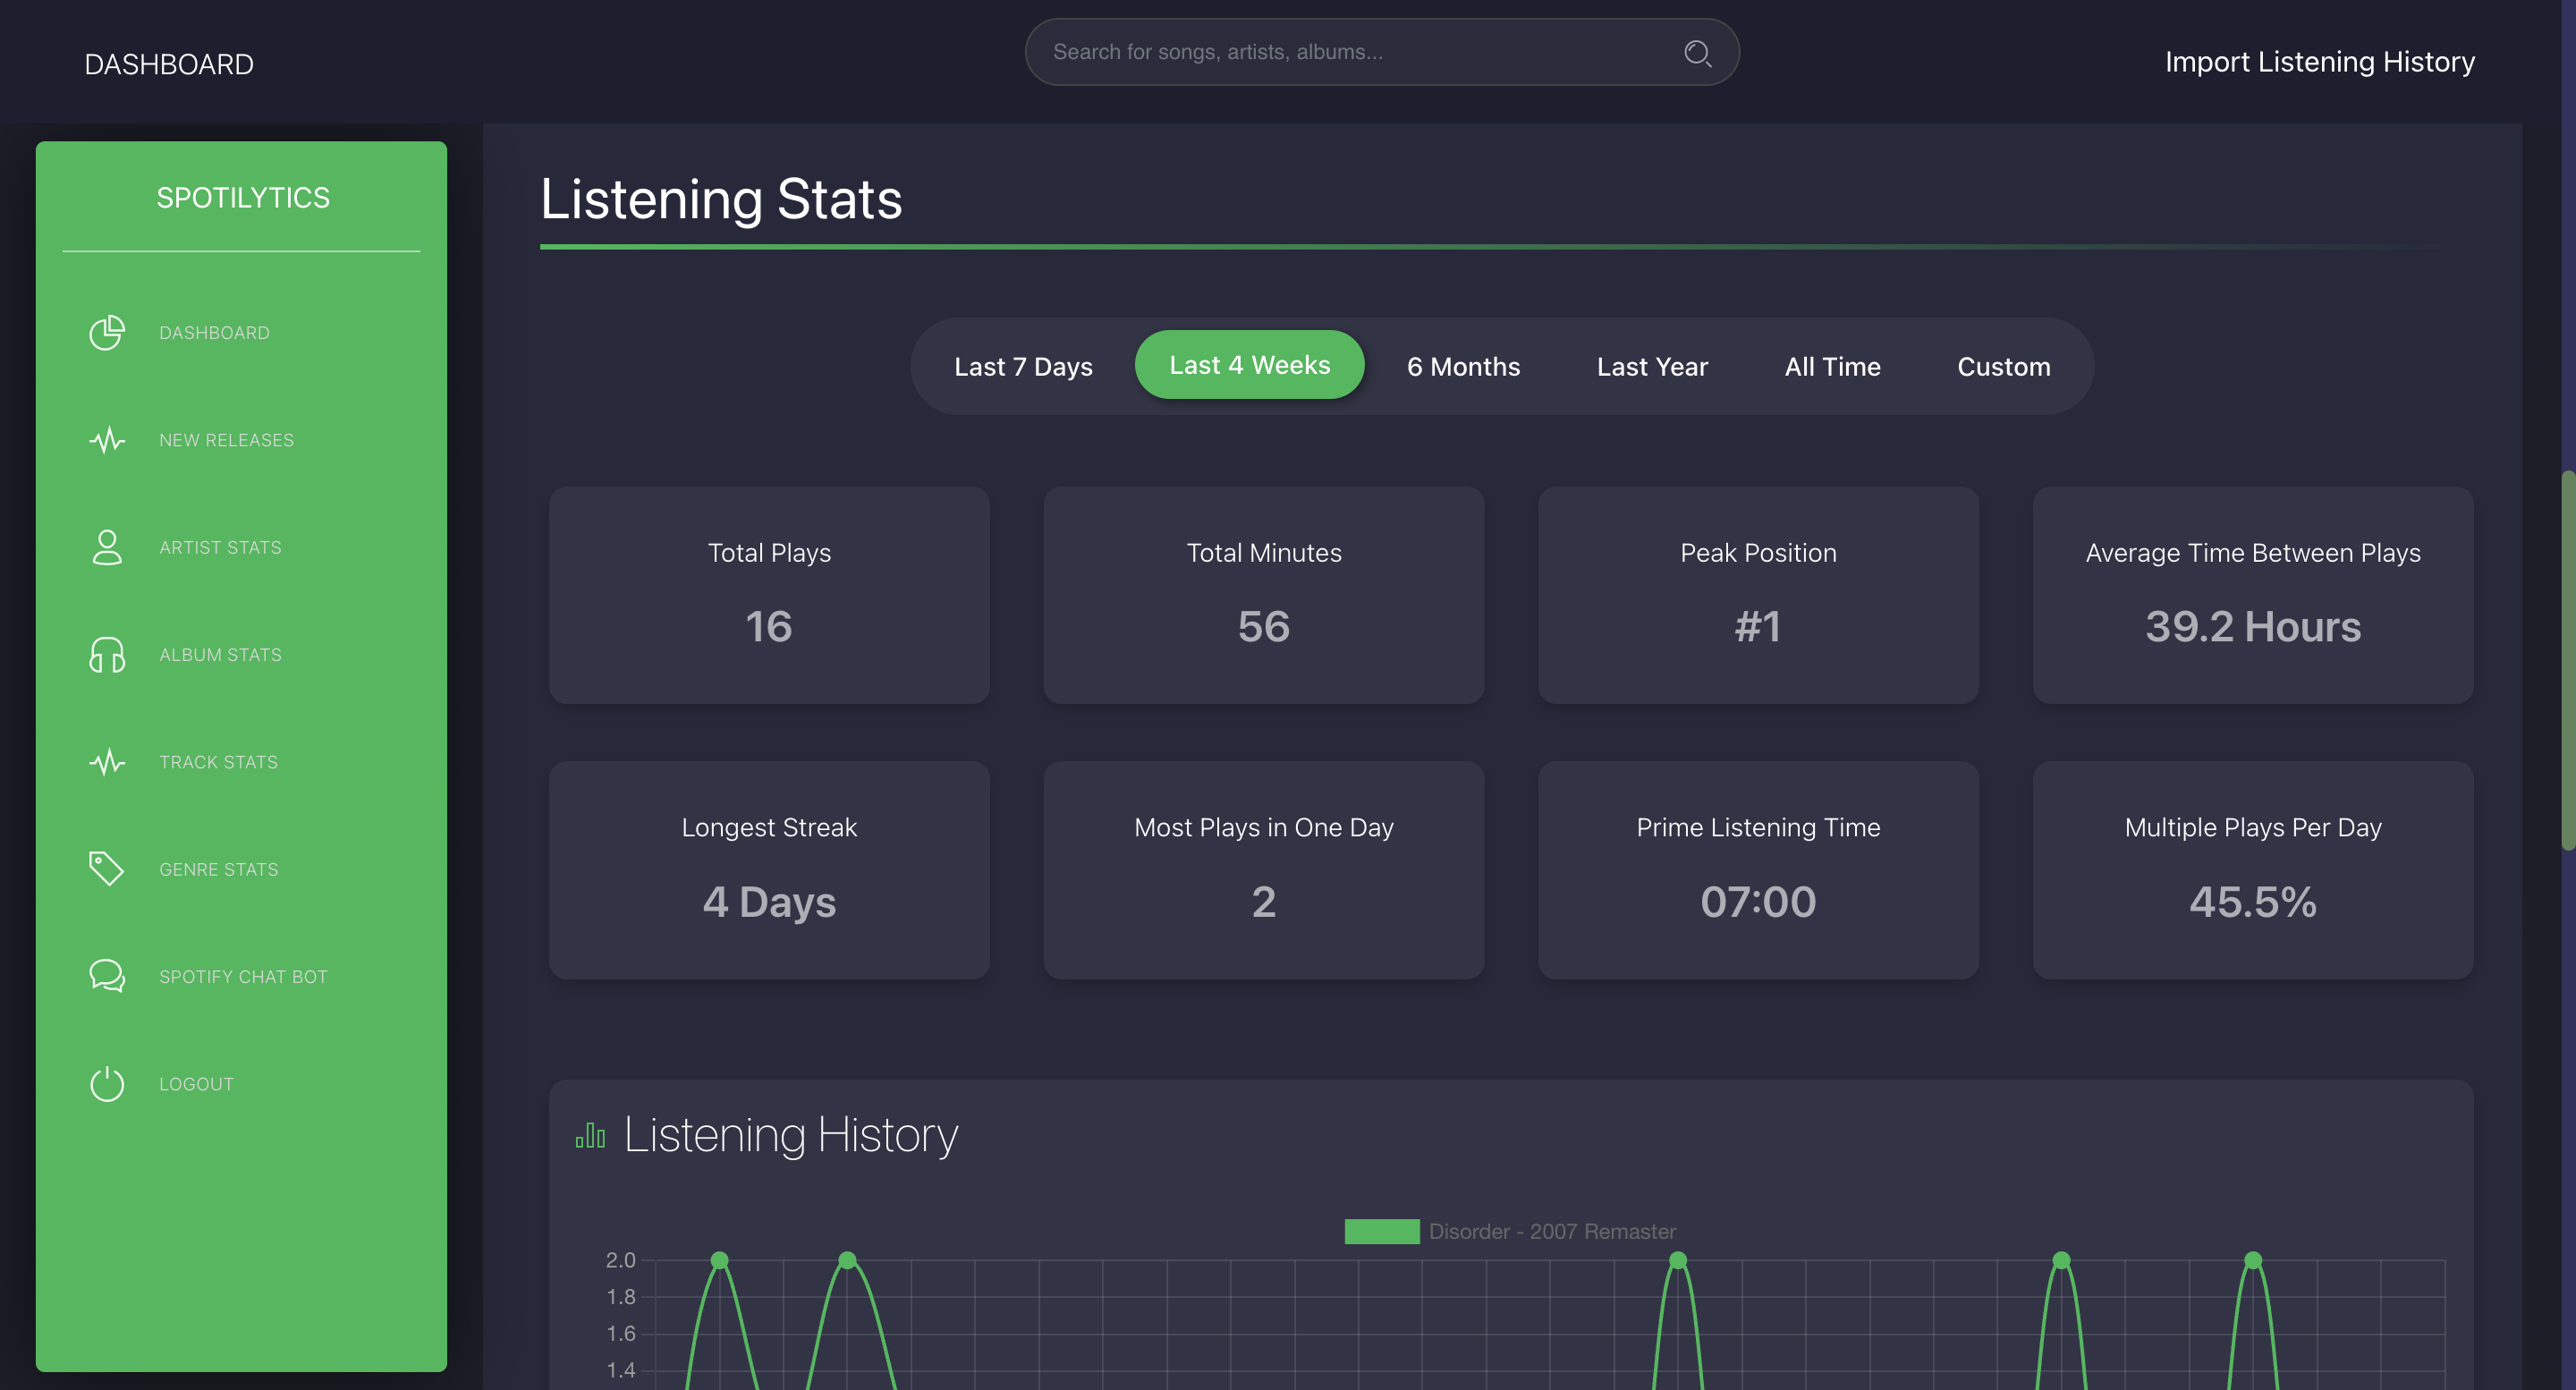 DASHBOARD
Search for songs, artists, albums...
Import Listening History
SPOTILYTICS
DASHBOARD
NEW RELEASES
ARTIST STATS
ALBUM STATS
TRACK STATS
GENRE STATS
SPOTIFY CHAT BOT
LOGOUT
Listening Stats
Last 7 Days
Last 4 Weeks
6 Months
Last Year
All Time
Custom
Total Plays
16
Total Minutes
56
Peak Position
#1
Average Time Between Plays
39.2 Hours
Longest Streak
4 Days
Most Plays in One Day
2
Prime Listening Time
07:00
Multiple Plays Per Day
45.5%
Listening History
Disorder - 2007 Remaster
2.0
1.8
1.6
1.4